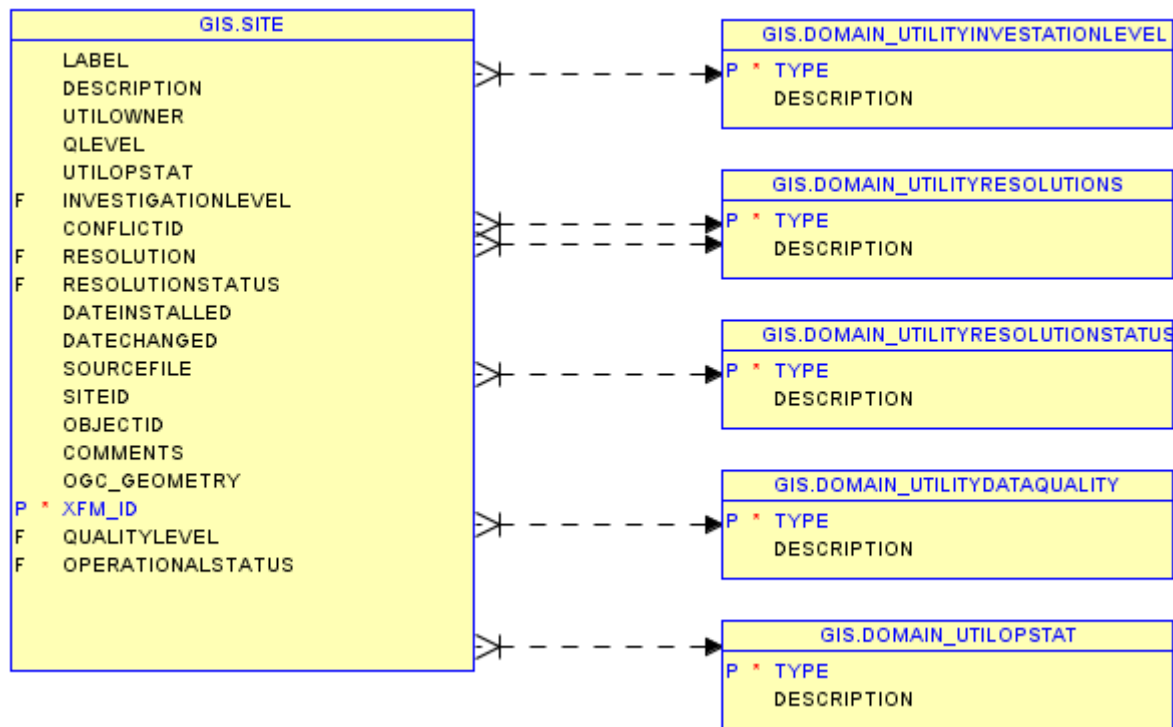 GIS.SITE
LABEL
DESCRIPTION
UTILOWNER
QLEVEL
UTILOPSTAT
F INVESTIGATIONLEVEL
CONFLICTID
F RESOLUTION
F RESOLUTIONSTATUS
DATEINSTALLED
DATECHANGED
SOURCEFILE
SITEID
OBJECTID
COMMENTS
OGC_GEOMETRY
P * XFM_ID
F QUALITYLEVEL
F OPERATIONALSTATUS
GIS.DOMAIN_UTILITYINVESTATIONLEVEL
P * TYPE
DESCRIPTION
GIS.DOMAIN_UTILITYRESOLUTIONS
P * TYPE
DESCRIPTION
GIS.DOMAIN_UTILITYRESOLUTIONSTATUS
P * TYPE
DESCRIPTION
GIS.DOMAIN_UTILITYDATAQUALITY
P * TYPE
DESCRIPTION
GIS.DOMAIN_UTILOPSTAT
P * TYPE
DESCRIPTION